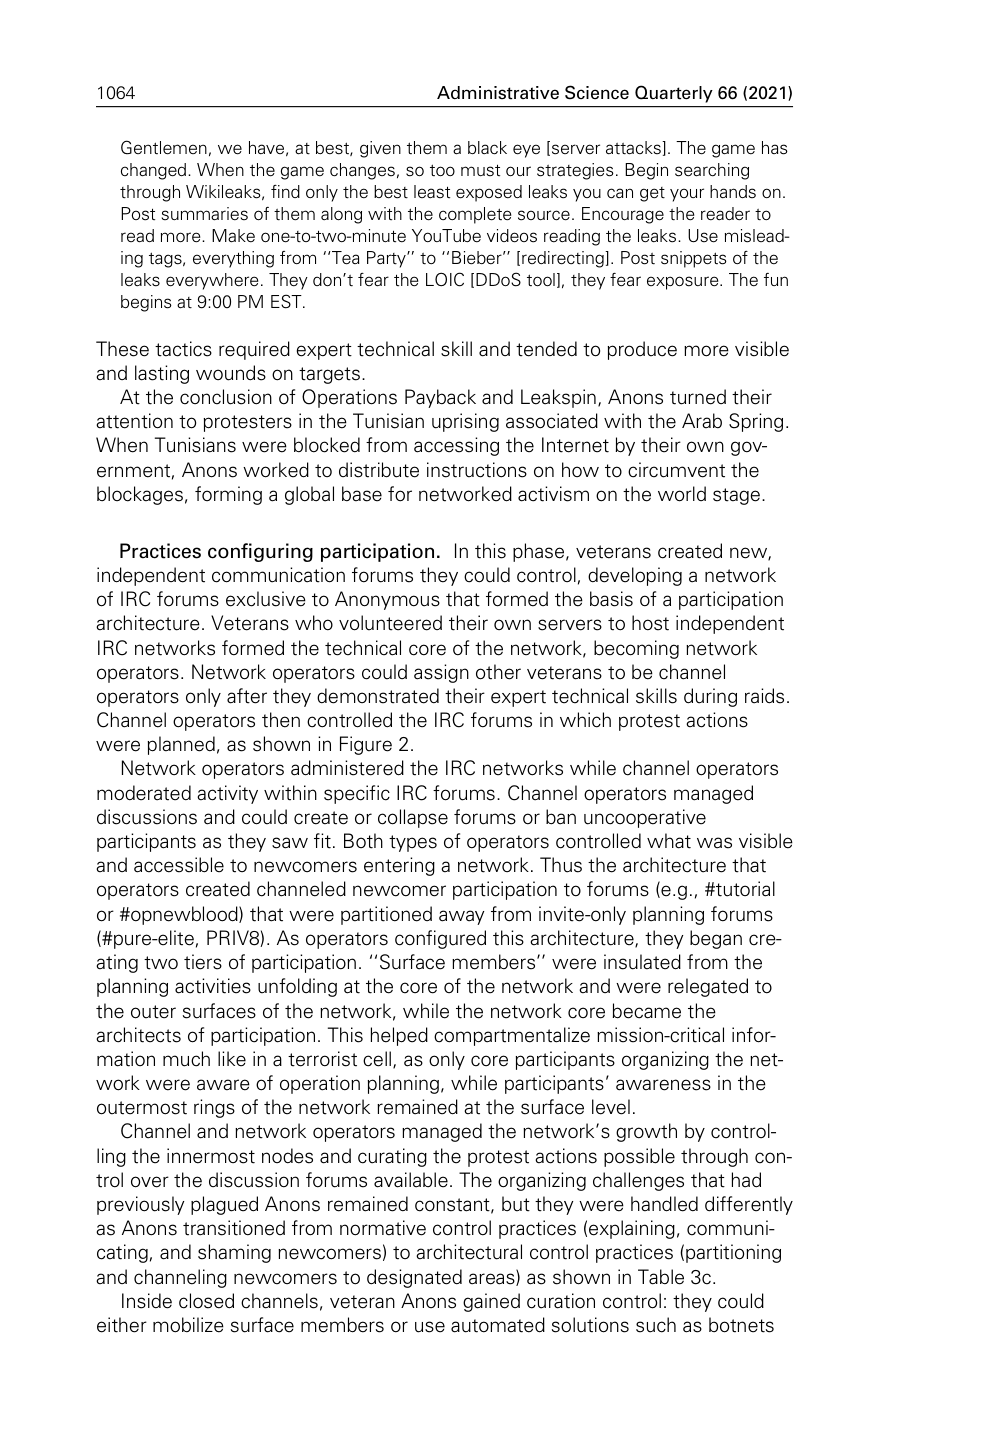 1064
Administrative Science Quarterly 66 (2021)
Gentlemen, we have, at best, given them a black eye [server attacks]. The game has
changed. When the game changes, so too must our strategies. Begin searching
through Wikileaks, find only the best least exposed leaks you can get your hands on.
Post summaries of them along with the complete source. Encourage the reader to
read more. Make one-to-two-minute YouTube videos reading the leaks. Use mislead-
ing tags, everything from ‘‘Tea Party’’ to ‘‘Bieber’’ [redirecting]. Post snippets of the
leaks everywhere. They don’t fear the LOIC [DDoS tool], they fear exposure. The fun
begins at 9:00 PM EST.
These tactics required expert technical skill and tended to produce more visible
and lasting wounds on targets.
At the conclusion of Operations Payback and Leakspin, Anons turned their
attention to protesters in the Tunisian uprising associated with the Arab Spring.
When Tunisians were blocked from accessing the Internet by their own gov-
ernment, Anons worked to distribute instructions on how to circumvent the
blockages, forming a global base for networked activism on the world stage.
Practices configuring participation. In this phase, veterans created new,
independent communication forums they could control, developing a network
of IRC forums exclusive to Anonymous that formed the basis of a participation
architecture. Veterans who volunteered their own servers to host independent
IRC networks formed the technical core of the network, becoming network
operators. Network operators could assign other veterans to be channel
operators only after they demonstrated their expert technical skills during raids.
Channel operators then controlled the IRC forums in which protest actions
were planned, as shown in Figure 2.
Network operators administered the IRC networks while channel operators
moderated activity within specific IRC forums. Channel operators managed
discussions and could create or collapse forums or ban uncooperative
participants as they saw fit. Both types of operators controlled what was visible
and accessible to newcomers entering a network. Thus the architecture that
operators created channeled newcomer participation to forums (e.g., #tutorial
or #opnewblood) that were partitioned away from invite-only planning forums
(#pure-elite, PRIV8). As operators configured this architecture, they began cre-
ating two tiers of participation. ‘‘Surface members’’ were insulated from the
planning activities unfolding at the core of the network and were relegated to
the outer surfaces of the network, while the network core became the
architects of participation. This helped compartmentalize mission-critical infor-
mation much like in a terrorist cell, as only core participants organizing the net-
work were aware of operation planning, while participants’ awareness in the
outermost rings of the network remained at the surface level.
Channel and network operators managed the network’s growth by control-
ling the innermost nodes and curating the protest actions possible through con-
trol over the discussion forums available. The organizing challenges that had
previously plagued Anons remained constant, but they were handled differently
as Anons transitioned from normative control practices (explaining, communi-
cating, and shaming newcomers) to architectural control practices (partitioning
and channeling newcomers to designated areas) as shown in Table 3c.
Inside closed channels, veteran Anons gained curation control: they could
either mobilize surface members or use automated solutions such as botnets